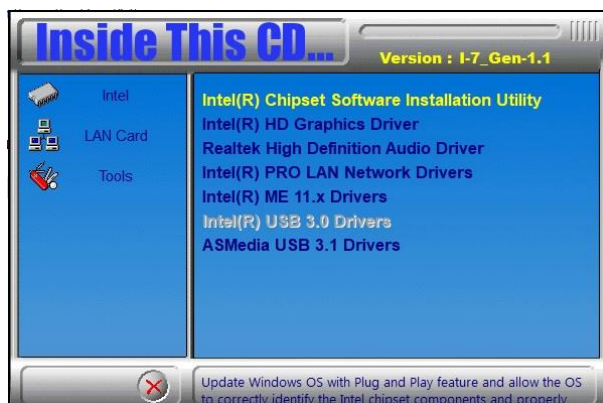 Inside This CD...
Version : I-7_Gen-1.1
Intel
LAN Card
Tools
Intel(R) Chipset Software Installation Utility
Intel(R) HD Graphics Driver
Realtek High Definition Audio Driver
Intel(R) PRO LAN Network Drivers
Intel(R) ME 11.x Drivers
Intel(R) USB 3.0 Drivers
ASMedia USB 3.1 Drivers
Update Windows OS with Plug and Play feature and allow the OS
to correctly identify the Intel chipset components and properly